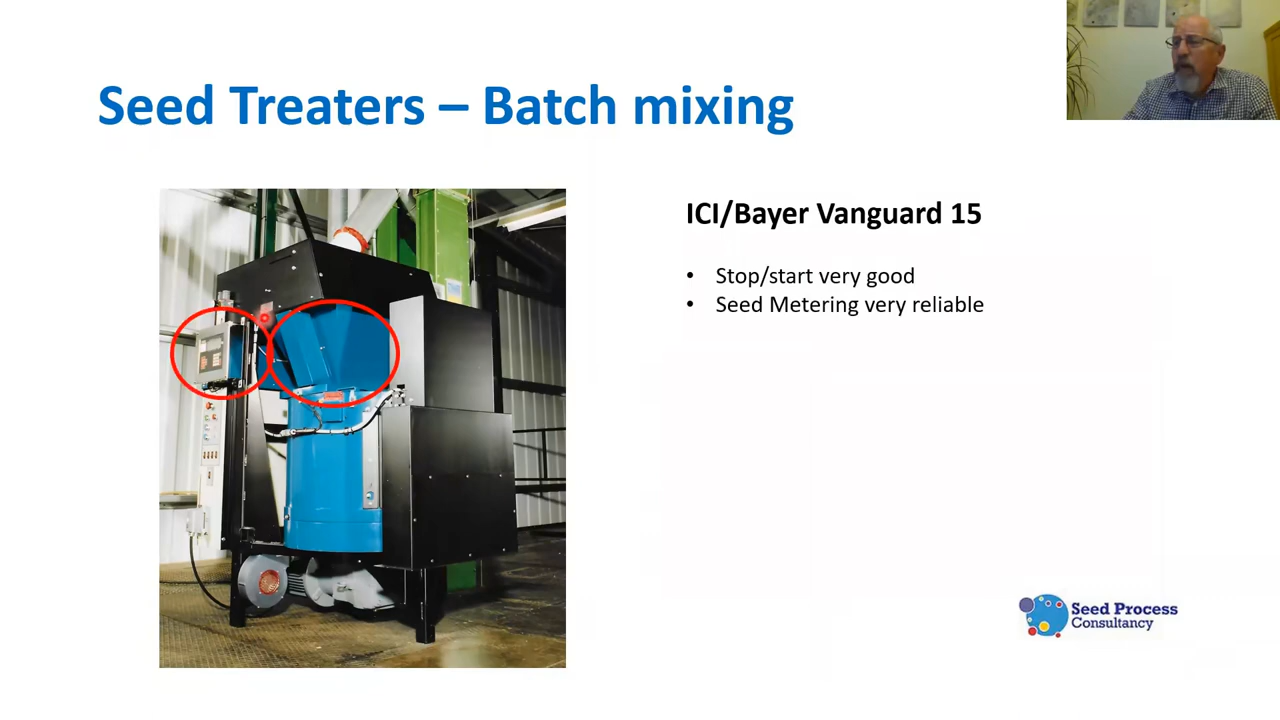 Seed Treaters – Batch mixing
ICI/Bayer Vanguard 15
• Stop/start very good
• Seed Metering very reliable
Seed Process
Consultancy